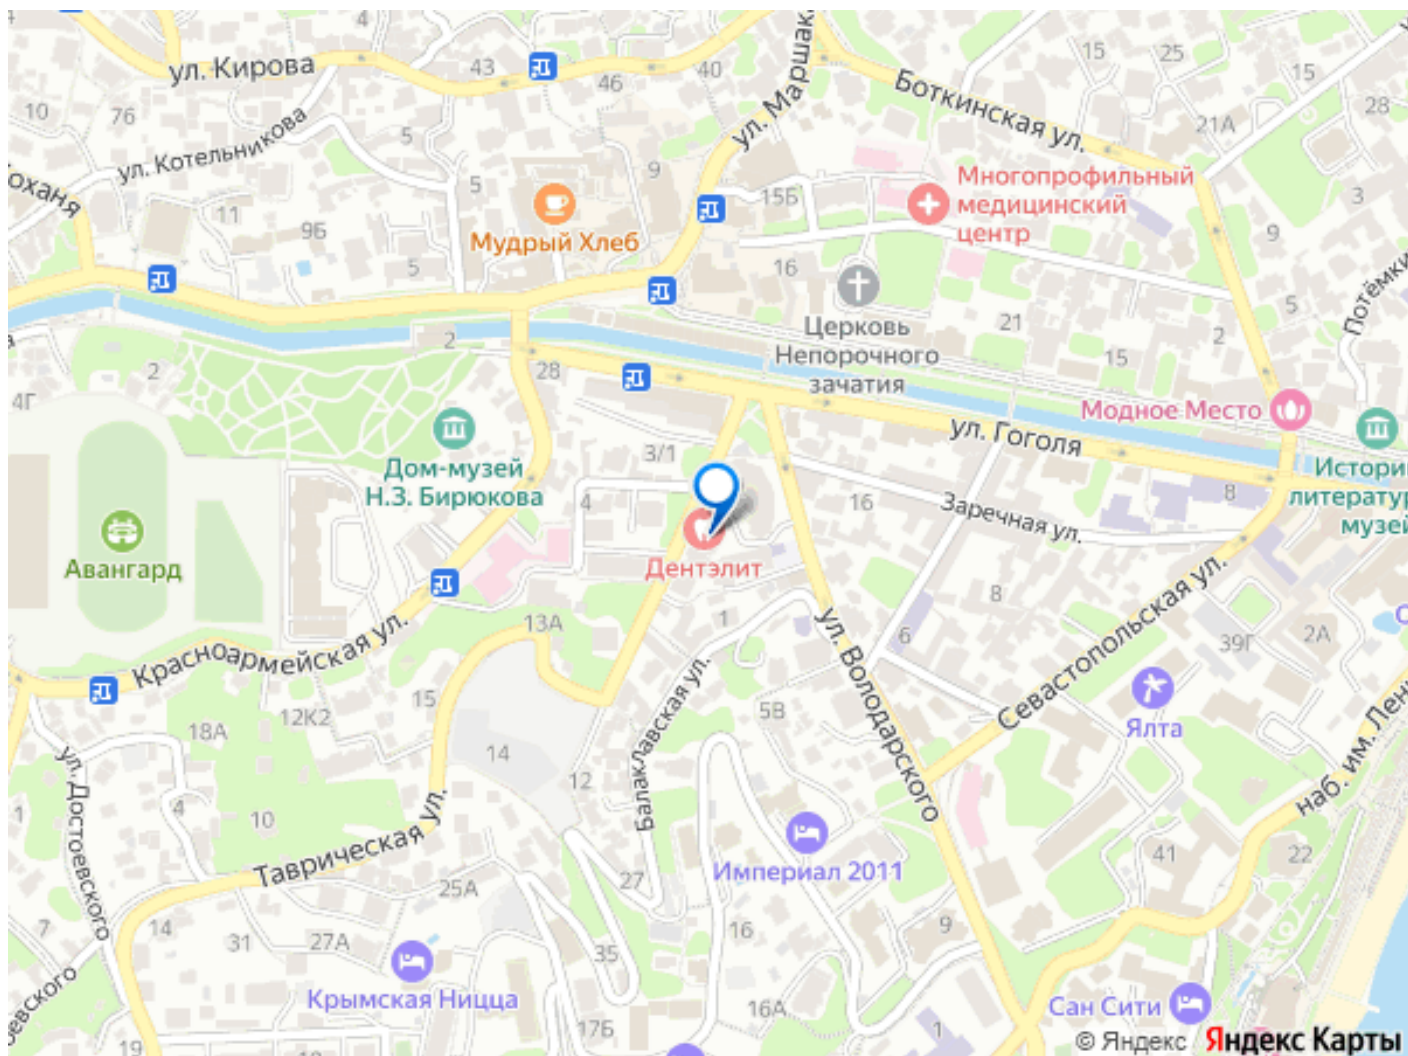 ул. Кирова
43
46
40
ул. Маршака
15
25
15
Боткинская ул.
28
21А
10
76
5
ул. Котельникова
9
15Б
Многопрофильный
медицинский
центр
3
5
11
9Б
Мудрый Хлеб
9
5
16
Церковь
Непорочного
зачатия
21
15
2
5
2
28
2
4Г
Модное Место
ул. Гоголя
3/1
Дом-музей
Н.З. Бирюкова
4
16
Заречная ул.
8
Авангард
Дентэлит
13А
1
8
6
39Г
2А
Красноармейская ул.
ул. Володарского
Севастопольская ул.
15
12К2
18А
Балаклавская ул.
5В
Ялта
14
12
наб. им. Лени
ул. Достоевского
1
4
10
Таврическая ул.
Империал 2011
41
22
25А
27
7
14
31
27А
16
9
35
Крымская Ницца
Сан Сити
16А
17Б
1
19
© Яндекс Яндекс Карты